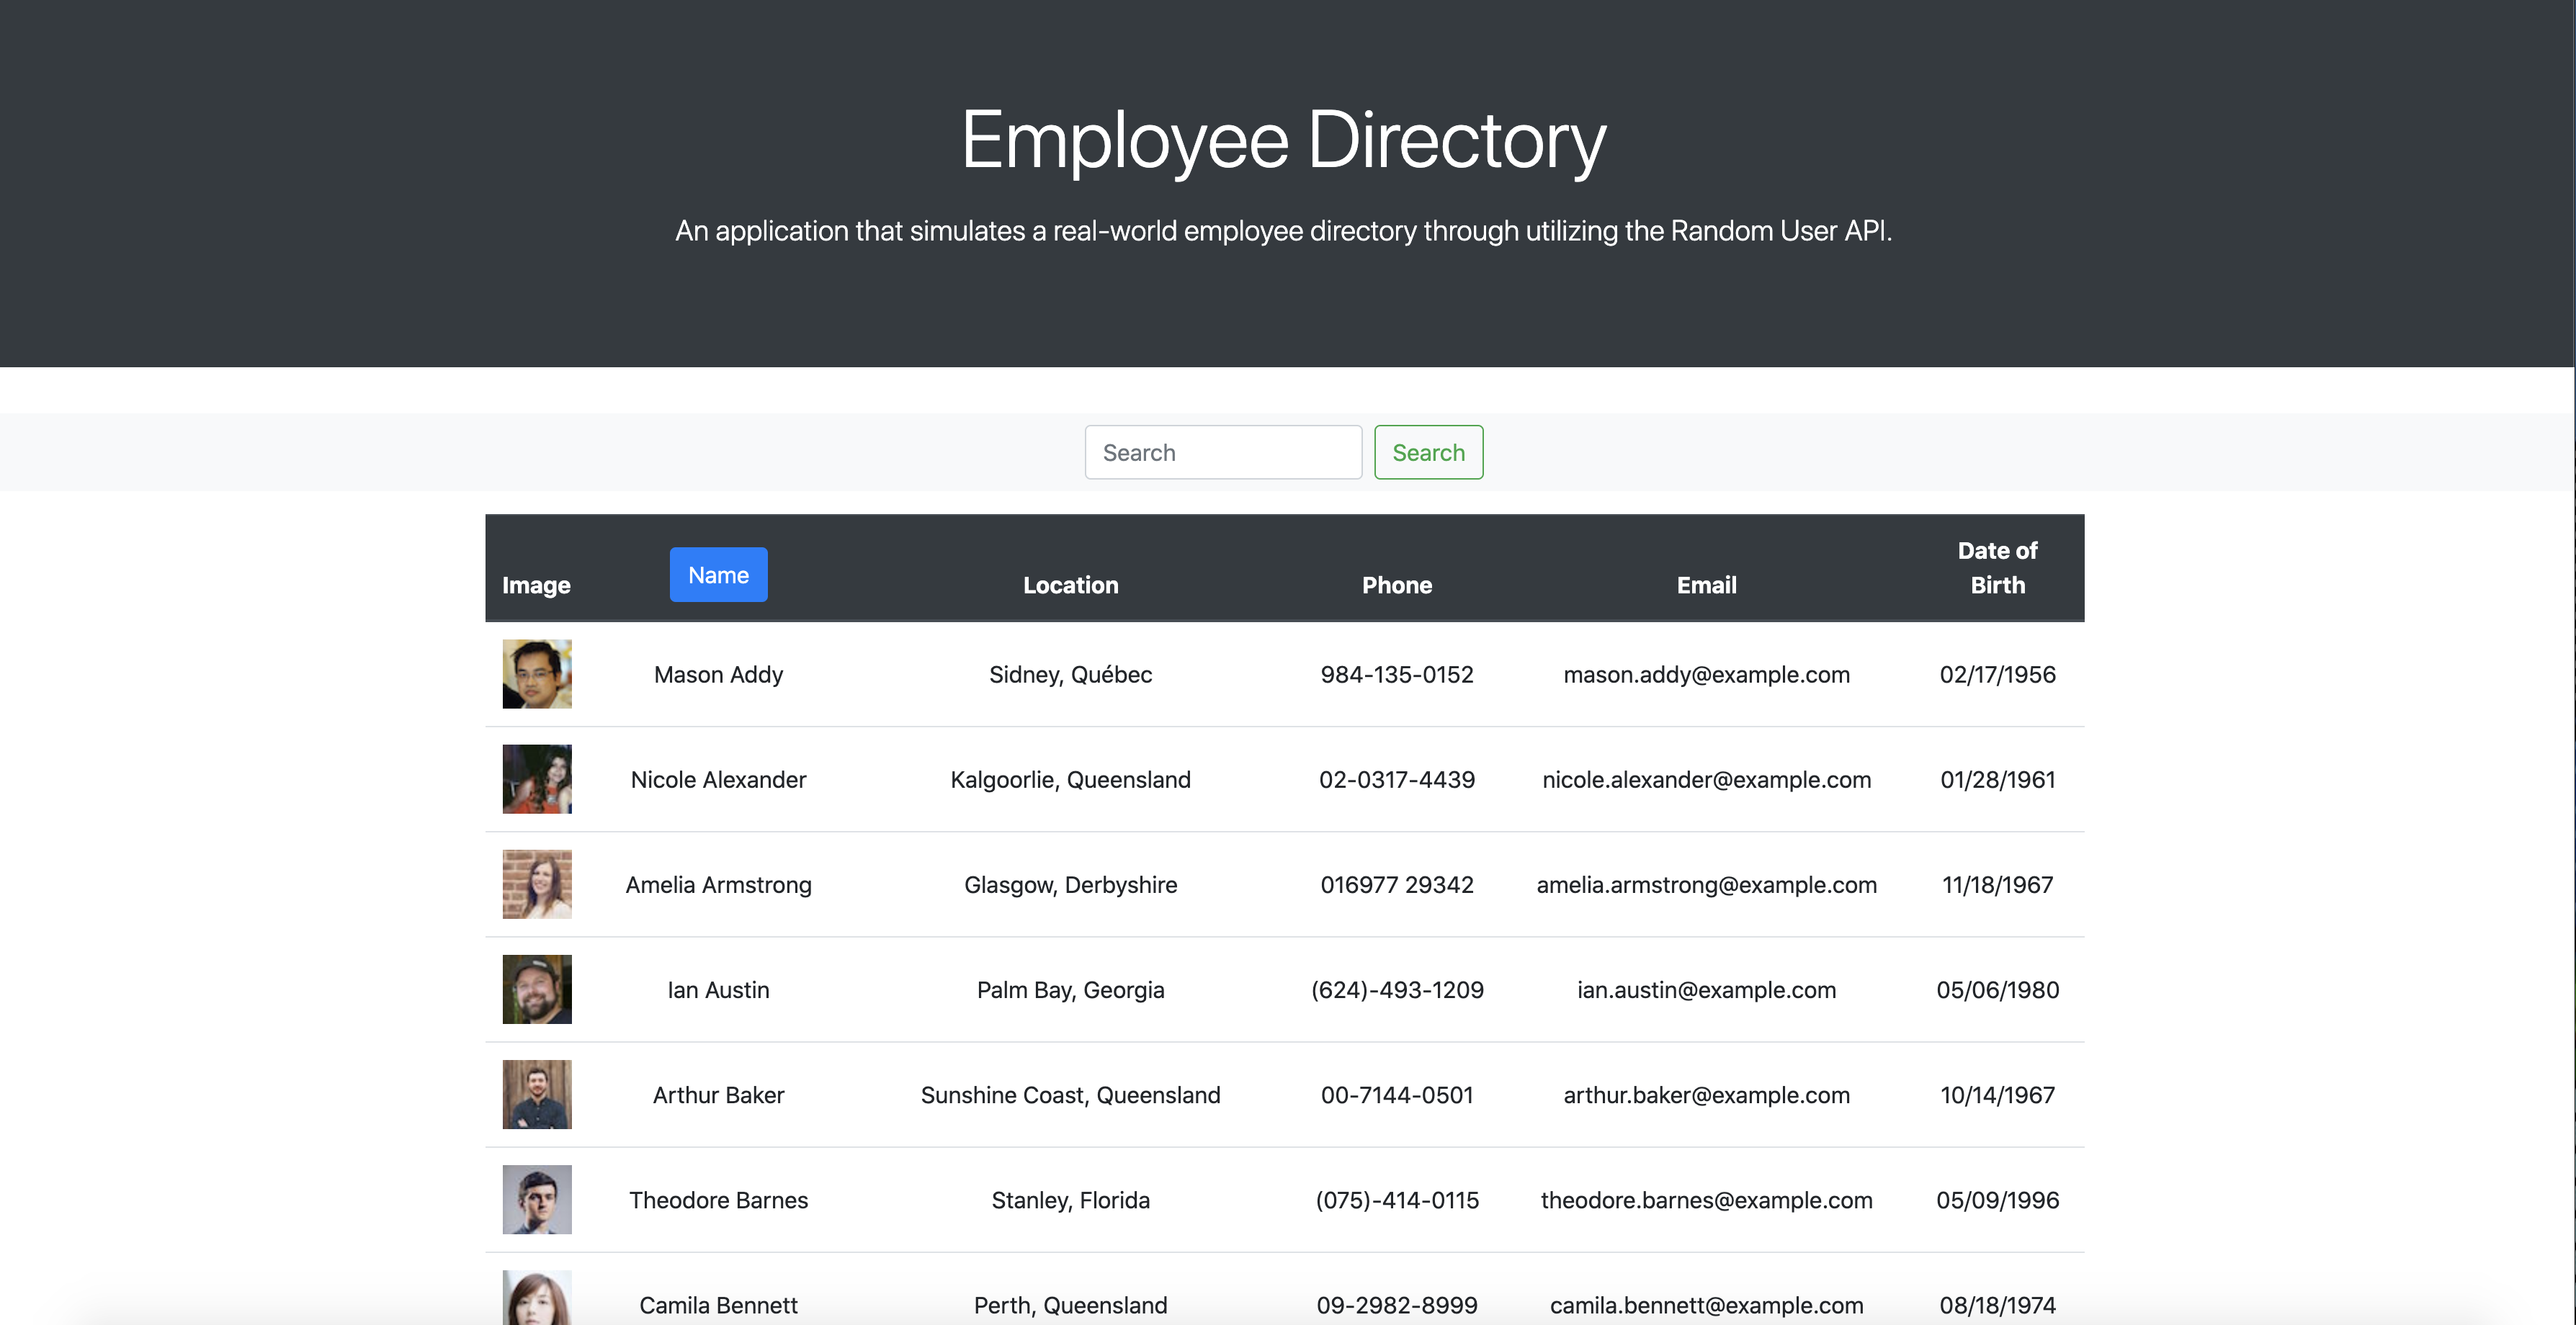 Employee Directory
An application that simulates a real-world employee directory through utilizing the Random User API.
Search Search
Image Name Location Phone Email Date of Birth
Mason Addy Sidney, Québec 984-135-0152 mason.addy@example.com 02/17/1956
Nicole Alexander Kalgoorlie, Queensland 02-0317-4439 nicole.alexander@example.com 01/28/1961
Amelia Armstrong Glasgow, Derbyshire 016977 29342 amelia.armstrong@example.com 11/18/1967
Ian Austin Palm Bay, Georgia (624)-493-1209 ian.austin@example.com 05/06/1980
Arthur Baker Sunshine Coast, Queensland 00-7144-0501 arthur.baker@example.com 10/14/1967
Theodore Barnes Stanley, Florida (075)-414-0115 theodore.barnes@example.com 05/09/1996
Camila Bennett Perth, Queensland 09-2982-8999 camila.bennett@example.com 08/18/1974